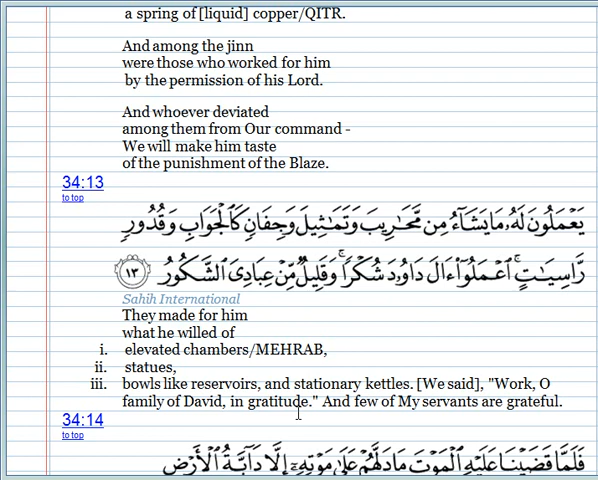 a spring of [liquid] copper/QITR.
And among the jinn
were those who worked for him
by the permission of his Lord.
And whoever deviated
among them from Our command -
We will make him taste
of the punishment of the Blaze.
34:13
to top
يَعْمَلُونَ لَهُۥ مَا يَشَآءُ مِن مَّحَـٰرِيبَ وَتَمَـٰثِيلَ وَجِفَانٍ كَٱلْجَوَابِ وَقُدُورٍ
رَّاسِيَـٰتٍ ۚ ٱعْمَلُوٓا۟ ءَالَ دَاوُۥدَ شُكْرًا ۚ وَقَلِيلٌ مِّنْ عِبَادِىَ ٱلشَّكُورُ ١٣
Sahih International
They made for him
what he willed of
i. elevated chambers/MEHRAB,
ii. statues,
iii. bowls like reservoirs, and stationary kettles. [We said], "Work, O
family of David, in gratitude." And few of My servants are grateful.
34:14
to top
فَلَمَّا قَضَيْنَا عَلَيْهِ ٱلْمَوْتَ مَا دَلَّهُمْ عَلَىٰ مَوْتِهِۦٓ إِلَّا دَآبَّةُ ٱلْأَرْضِ